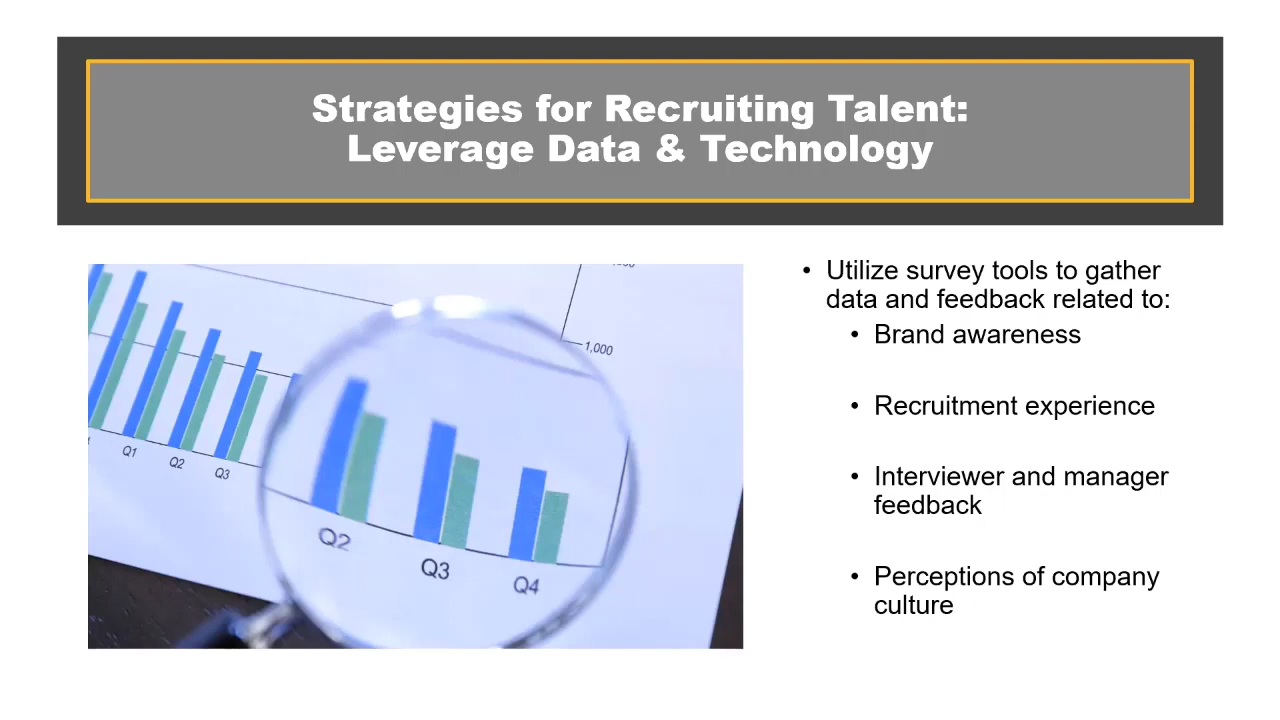 Strategies for Recruiting Talent:
Leverage Data & Technology
• Utilize survey tools to gather
data and feedback related to:
• Brand awareness
• Recruitment experience
• Interviewer and manager
feedback
• Perceptions of company
culture
1,000
Q1
Q2
Q3
Q2
Q3
Q4